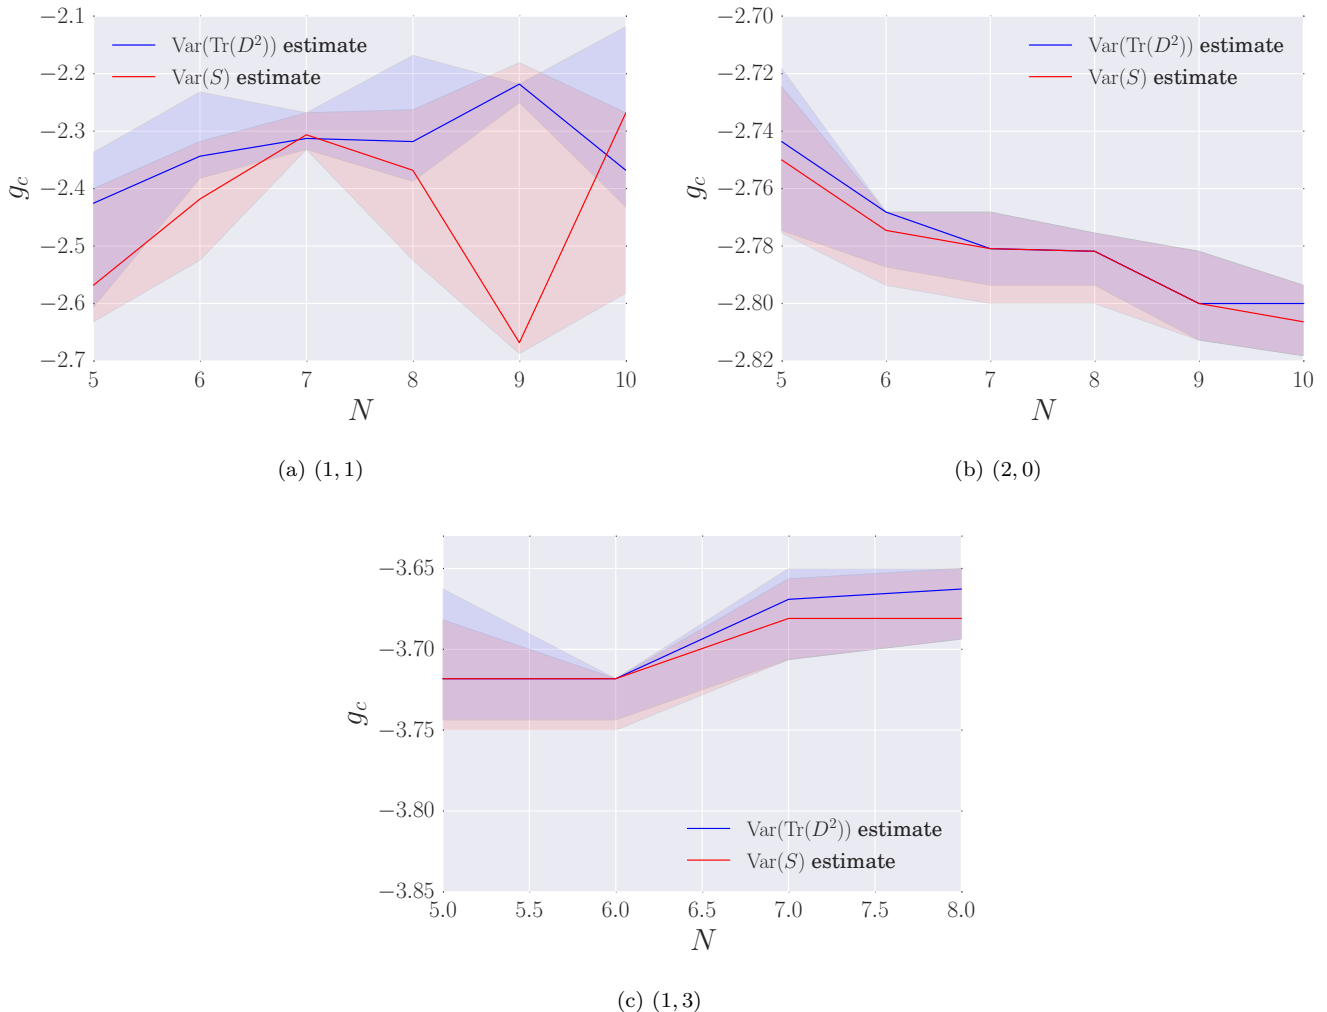 −2.1
−2.2
−2.3
−2.4
−2.5
−2.6
−2.7
g_c
Var(Tr(D²)) estimate
Var(S) estimate
5 6 7 8 9 10
N
(a) (1, 1)
−2.70
−2.72
−2.74
−2.76
−2.78
−2.80
−2.82
g_c
Var(Tr(D²)) estimate
Var(S) estimate
5 6 7 8 9 10
N
(b) (2, 0)
−3.65
−3.70
−3.75
−3.80
−3.85
g_c
Var(Tr(D²)) estimate
Var(S) estimate
5.0 5.5 6.0 6.5 7.0 7.5 8.0
N
(c) (1, 3)